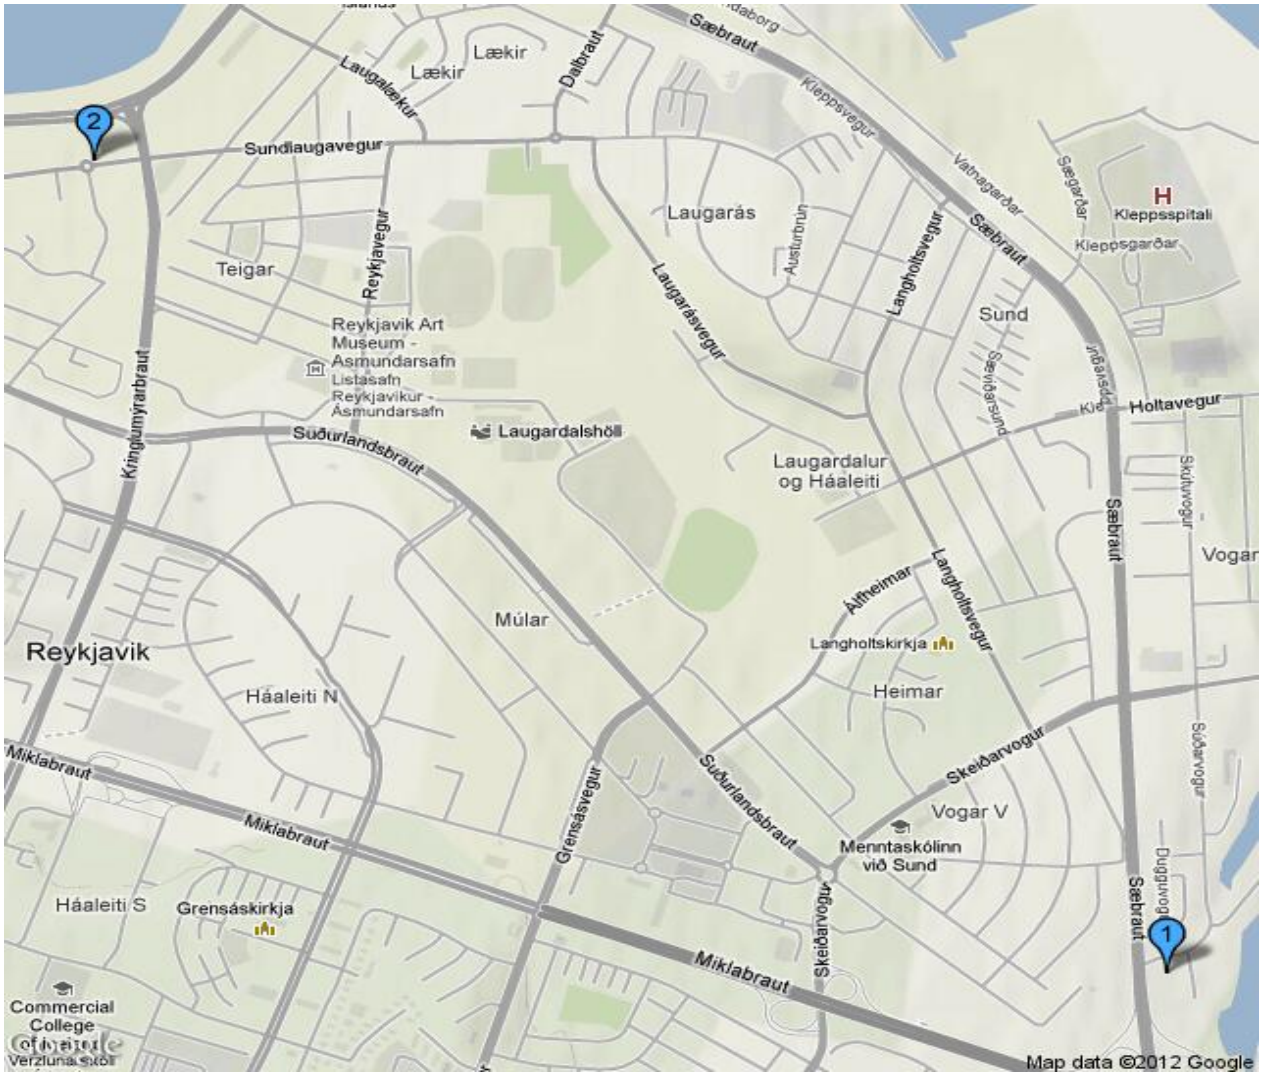 Sæbraut
Lækir
Lækir
Dalbraut
Laugalækur
Kleppsvegur
2
Sundlaugavegur
Vatnagarðar
Sægarðar
H
Kleppsspítali
Kleppsgarðar
Laugarás
Austurbrún
Langholtsvegur
Sæbraut
Reykjavegur
Teigar
Laugarásvegur
Sund
Reykjavik Art
Museum -
Asmundarsafn
Listasafn
Reykjavíkur -
Ásmundarsafn
Sæviðarsund
Kringlumýrarbraut
Holtavegur
Suðurlandsbraut
Laugardalshöll
Laugardalur
og Háaleiti
Skútuvogur
Sæbraut
Vogar
Langholtsvegur
Álfheimar
Múlar
Langholtskirkja
Reykjavik
Heimar
Háaleiti N
Skeiðarvogur
Súðarvogur
Miklabraut
Suðurlandsbraut
Grensásvegur
Vogar V
Menntaskólinn
við Sund
Miklabraut
Dugguvog
Sæbraut
Háaleiti S
Grensáskirkja
1
Skeiðarvogu
Miklabraut
Commercial
College
Map data ©2012 Google